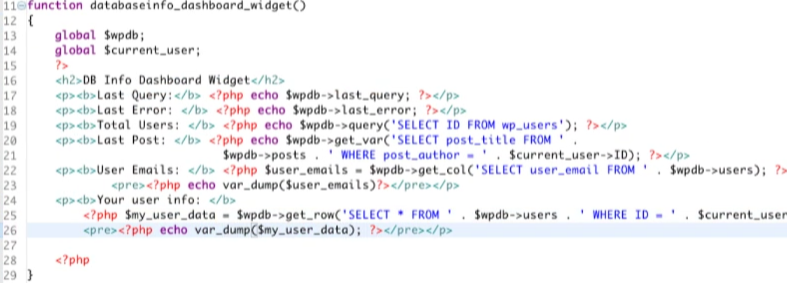 11 function databaseinfo_dashboard_widget()
12 {
13 global $wpdb;
14 global $current_user;
15 ?>
16 <h2>DB Info Dashboard Widget</h2>
17 <p><b>Last Query:</b> <?php echo $wpdb->last_query; ?></p>
18 <p><b>Last Error: </b> <?php echo $wpdb->last_error; ?></p>
19 <p><b>Total Users: </b> <?php echo $wpdb->query('SELECT ID FROM wp_users'); ?></p>
20 <p><b>Last Post: </b> <?php echo $wpdb->get_var('SELECT post_title FROM ' .
21 $wpdb->posts . ' WHERE post_author = ' . $current_user->ID); ?></p>
22 <p><b>User Emails: </b> <?php $user_emails = $wpdb->get_col('SELECT user_email FROM ' . $wpdb->users); ?>
23 <pre><?php echo var_dump($user_emails)?></pre></p>
24 <p><b>Your user info: </b>
25 <?php $my_user_data = $wpdb->get_row('SELECT * FROM ' . $wpdb->users . ' WHERE ID = ' . $current_user
26 <pre><?php echo var_dump($my_user_data); ?></pre></p>
27
28 <?php
29 }